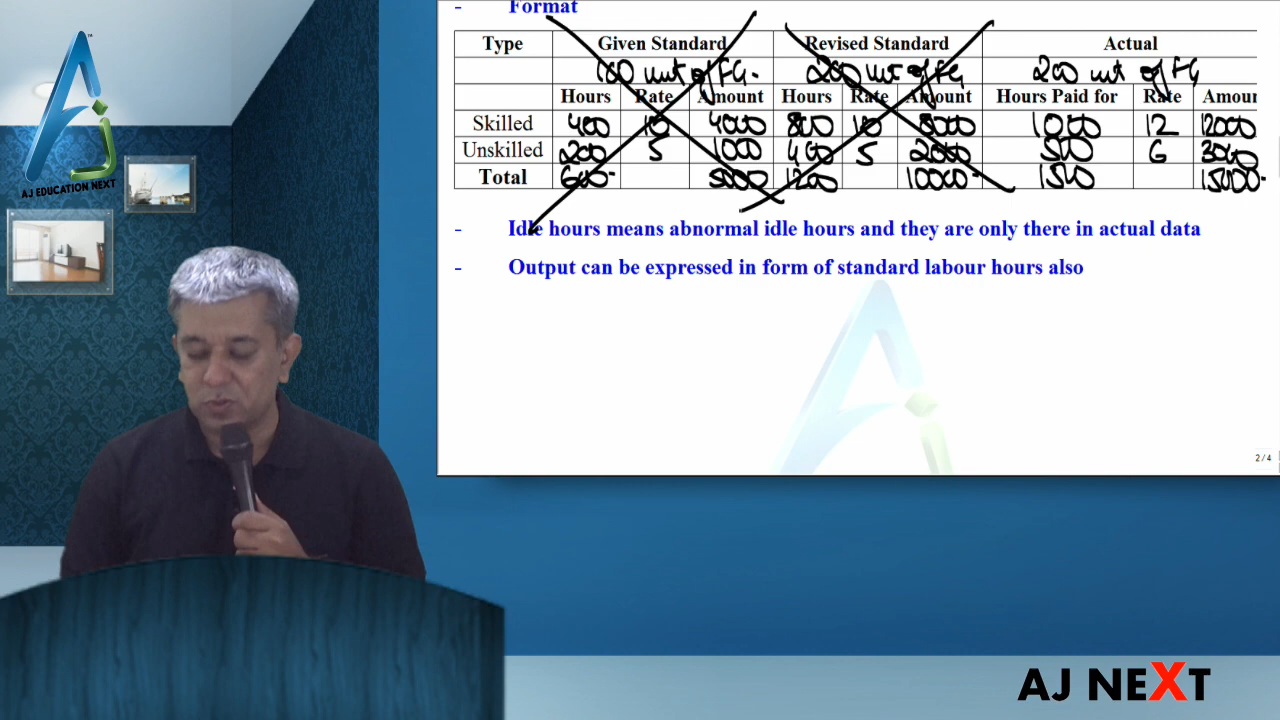 - Format
Type Given Standard Revised Standard Actual
100 unit of FG. 200 unit of FG 200 unit of FG
Hours Rate Amount Hours Rate Amount Hours Paid for Rate Amoun
Skilled 400 10 4000 800 10 8000 1000 12 12000
Unskilled 200 5 1000 400 5 2000 500 6 3000
Total 600 5000 1200 10000 1500 15000
- Idle hours means abnormal idle hours and they are only there in actual data
- Output can be expressed in form of standard labour hours also
2/4
AJ EDUCATION NEXT
AJ NEXT